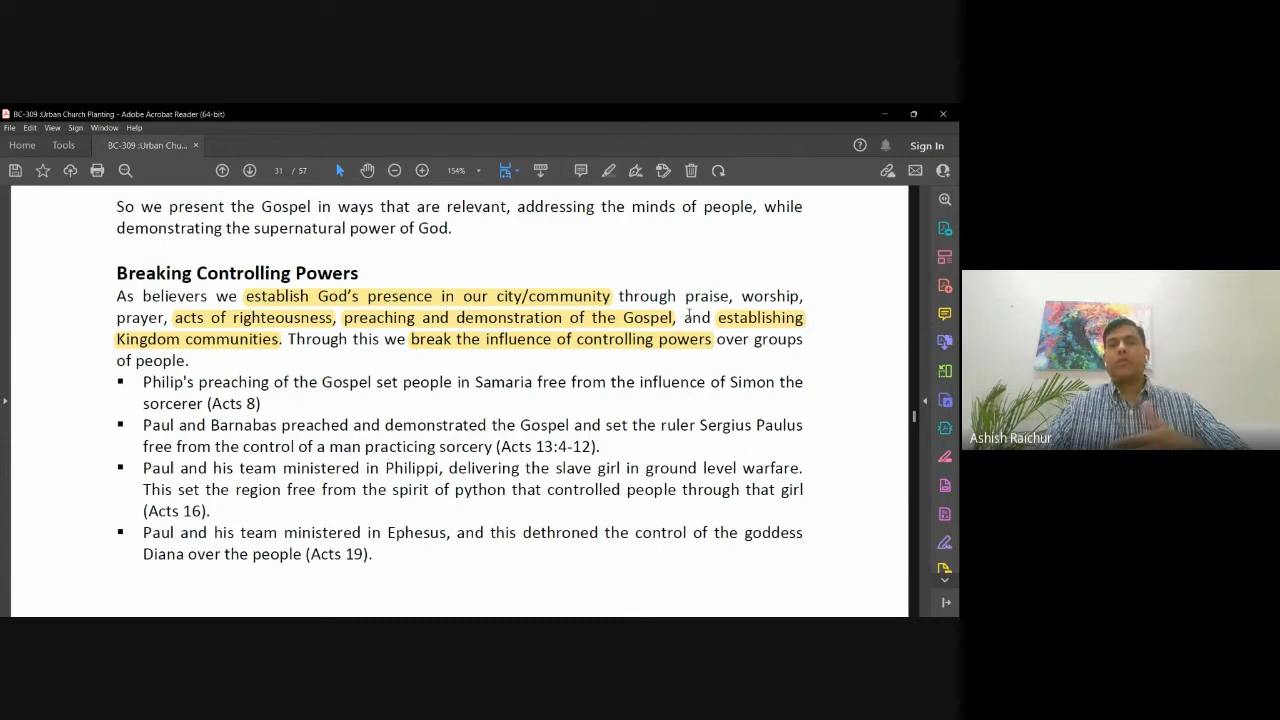 BC-309 :Urban Church Planting - Adobe Acrobat Reader (64-bit)
File Edit View Sign Window Help
Home Tools BC-309 :Urban Chu... × Sign In
31 / 57 154%
So we present the Gospel in ways that are relevant, addressing the minds of people, while
demonstrating the supernatural power of God.
Breaking Controlling Powers
As believers we establish God’s presence in our city/community through praise, worship,
prayer, acts of righteousness, preaching and demonstration of the Gospel, and establishing
Kingdom communities. Through this we break the influence of controlling powers over groups
of people.
▪ Philip's preaching of the Gospel set people in Samaria free from the influence of Simon the
sorcerer (Acts 8)
▪ Paul and Barnabas preached and demonstrated the Gospel and set the ruler Sergius Paulus
free from the control of a man practicing sorcery (Acts 13:4-12).
▪ Paul and his team ministered in Philippi, delivering the slave girl in ground level warfare.
This set the region free from the spirit of python that controlled people through that girl
(Acts 16).
▪ Paul and his team ministered in Ephesus, and this dethroned the control of the goddess
Diana over the people (Acts 19).
Ashish Raichur